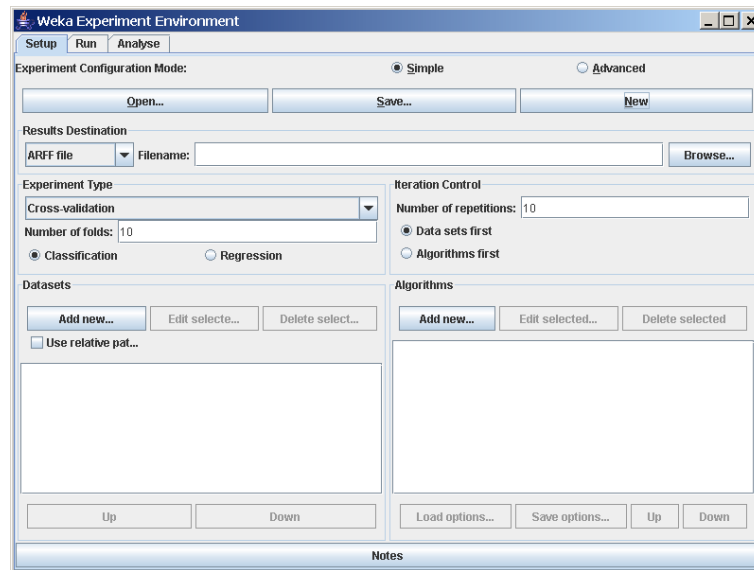 Weka Experiment Environment
Setup Run Analyse
Experiment Configuration Mode: Simple Advanced
Open... Save... New
Results Destination
ARFF file Filename: Browse...
Experiment Type
Cross-validation
Number of folds: 10
Classification Regression
Iteration Control
Number of repetitions: 10
Data sets first
Algorithms first
Datasets
Add new... Edit selecte... Delete select...
Use relative pat...
Up Down
Algorithms
Add new... Edit selected... Delete selected
Load options... Save options... Up Down
Notes